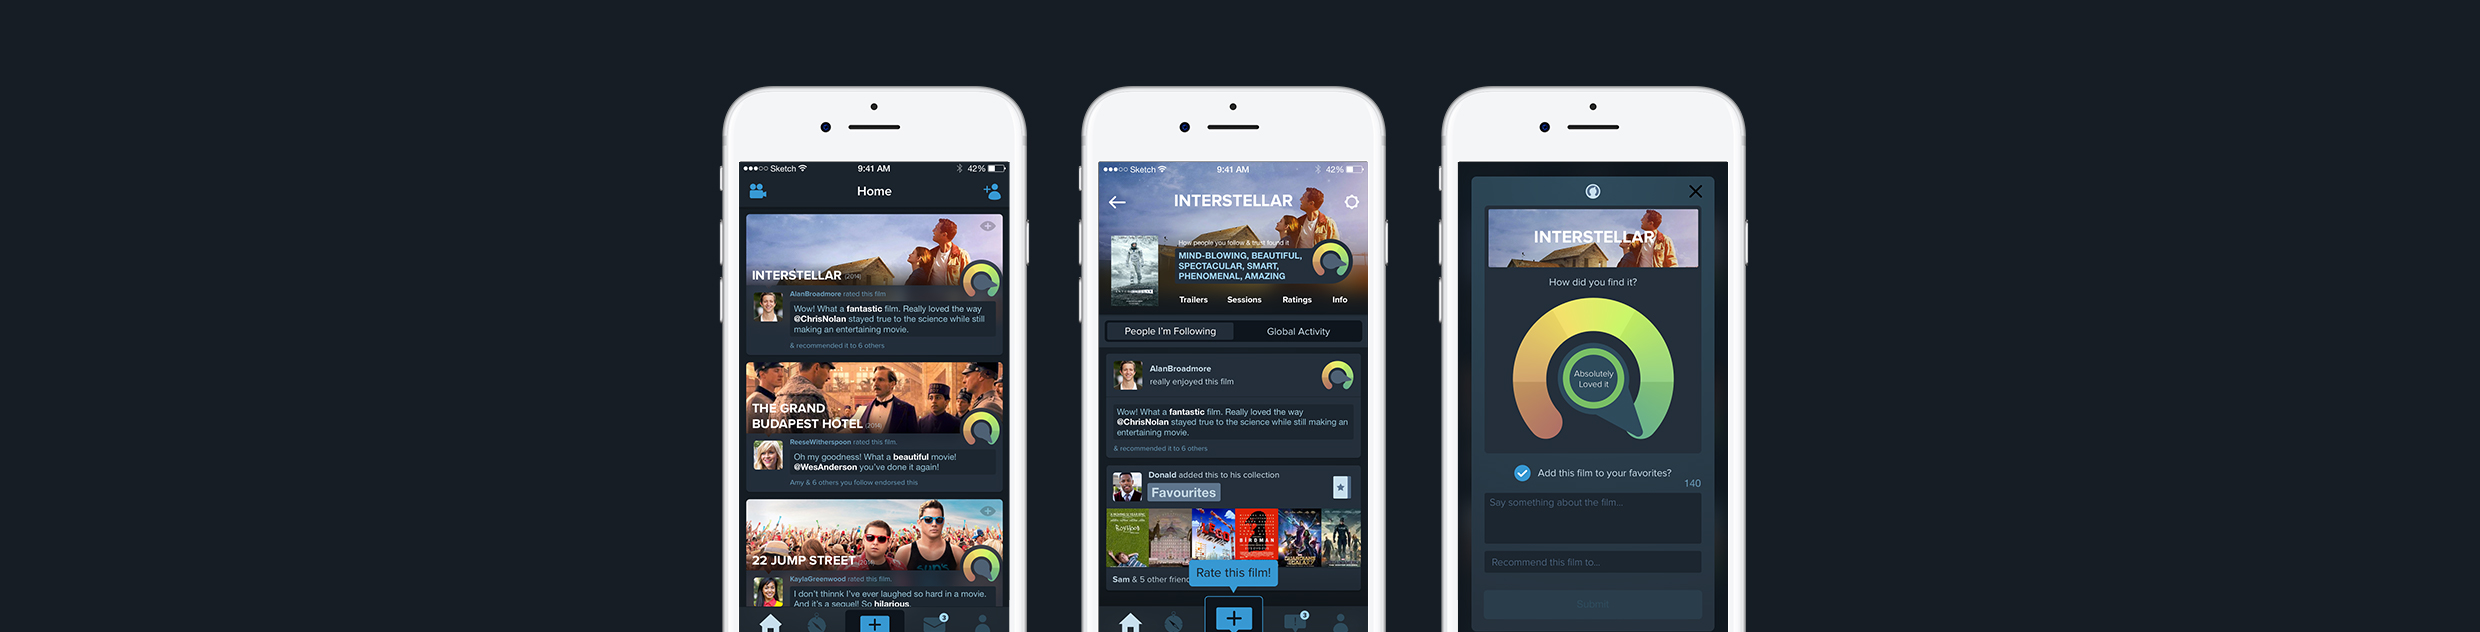 Sketch 9:41 AM 42%
Home
INTERSTELLAR (2014)
AlanBroadmore rated this film
Wow! What a fantastic film. Really loved the way
@ChrisNolan stayed true to the science while still
making an entertaining movie.
& recommended it to 6 others
THE GRAND
BUDAPEST HOTEL (2014)
ReeseWitherspoon rated this film.
Oh my goodness! What a beautiful movie!
@WesAnderson you've done it again!
Amy & 6 others you follow endorsed this
22 JUMP STREET (2014)
KaylaGreenwood rated this film.
I don't thinnk I've ever laughed so hard in a movie.
And it's a sequel! So hilarious.
3
Sketch 9:41 AM 42%
INTERSTELLAR
How people you follow & trust found it
MIND-BLOWING, BEAUTIFUL,
SPECTACULAR, SMART,
PHENOMENAL, AMAZING
Trailers Sessions Ratings Info
People I'm Following Global Activity
AlanBroadmore
really enjoyed this film
Wow! What a fantastic film. Really loved the way
@ChrisNolan stayed true to the science while still making an
entertaining movie.
& recommended it to 6 others
Donald added this to his collection
Favourites
BOYHOOD
LEGO
BIRDMAN
GUARDIANS
GALAXY
Sam & 5 other friend
Rate this film!
3
INTERSTELLAR
How did you find it?
Absolutely
Loved it
Add this film to your favorites?
140
Say something about the film...
Recommend this film to...
Submit